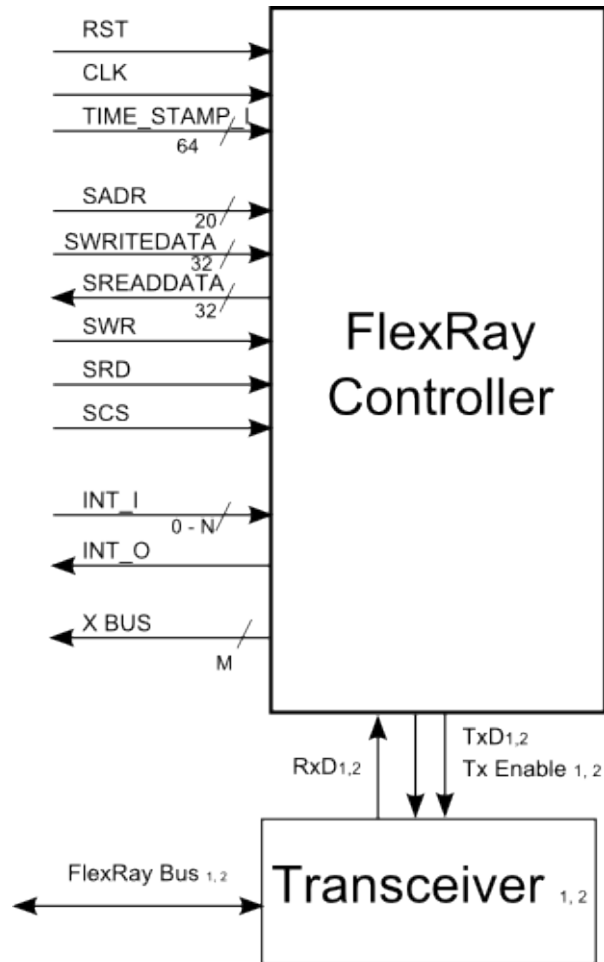 RST
CLK
TIME_STAMP_I
64
SADR
20
SWRITEDATA
32
SREADDATA
32
SWR
SRD
SCS
INT_I
0 - N
INT_O
X BUS
M
FlexRay
Controller
RxD1,2
TxD1,2
Tx Enable 1, 2
FlexRay Bus 1, 2
Transceiver 1, 2